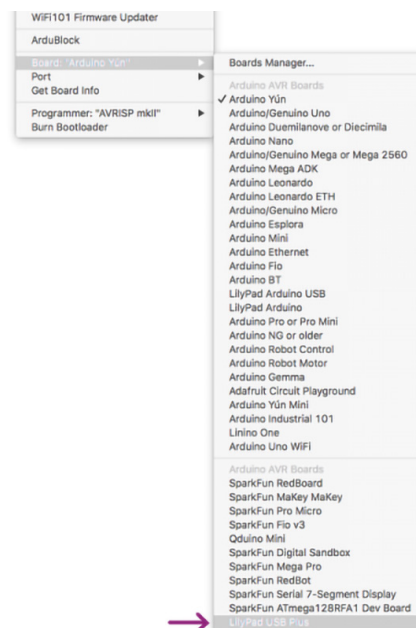 WiFi101 Firmware Updater
ArduBlock
Board: "Arduino Yún"
Port
Get Board Info
Programmer: "AVRISP mkII"
Burn Bootloader
Boards Manager...
Arduino AVR Boards
✓ Arduino Yún
Arduino/Genuino Uno
Arduino Duemilanove or Diecimila
Arduino Nano
Arduino/Genuino Mega or Mega 2560
Arduino Mega ADK
Arduino Leonardo
Arduino Leonardo ETH
Arduino/Genuino Micro
Arduino Esplora
Arduino Mini
Arduino Ethernet
Arduino Fio
Arduino BT
LilyPad Arduino USB
LilyPad Arduino
Arduino Pro or Pro Mini
Arduino NG or older
Arduino Robot Control
Arduino Robot Motor
Arduino Gemma
Adafruit Circuit Playground
Arduino Yún Mini
Arduino Industrial 101
Linino One
Arduino Uno WiFi
Arduino AVR Boards
SparkFun RedBoard
SparkFun MaKey MaKey
SparkFun Pro Micro
SparkFun Fio v3
Qduino Mini
SparkFun Digital Sandbox
SparkFun Mega Pro
SparkFun RedBot
SparkFun Serial 7-Segment Display
SparkFun ATmega128RFA1 Dev Board
LilyPad USB Plus